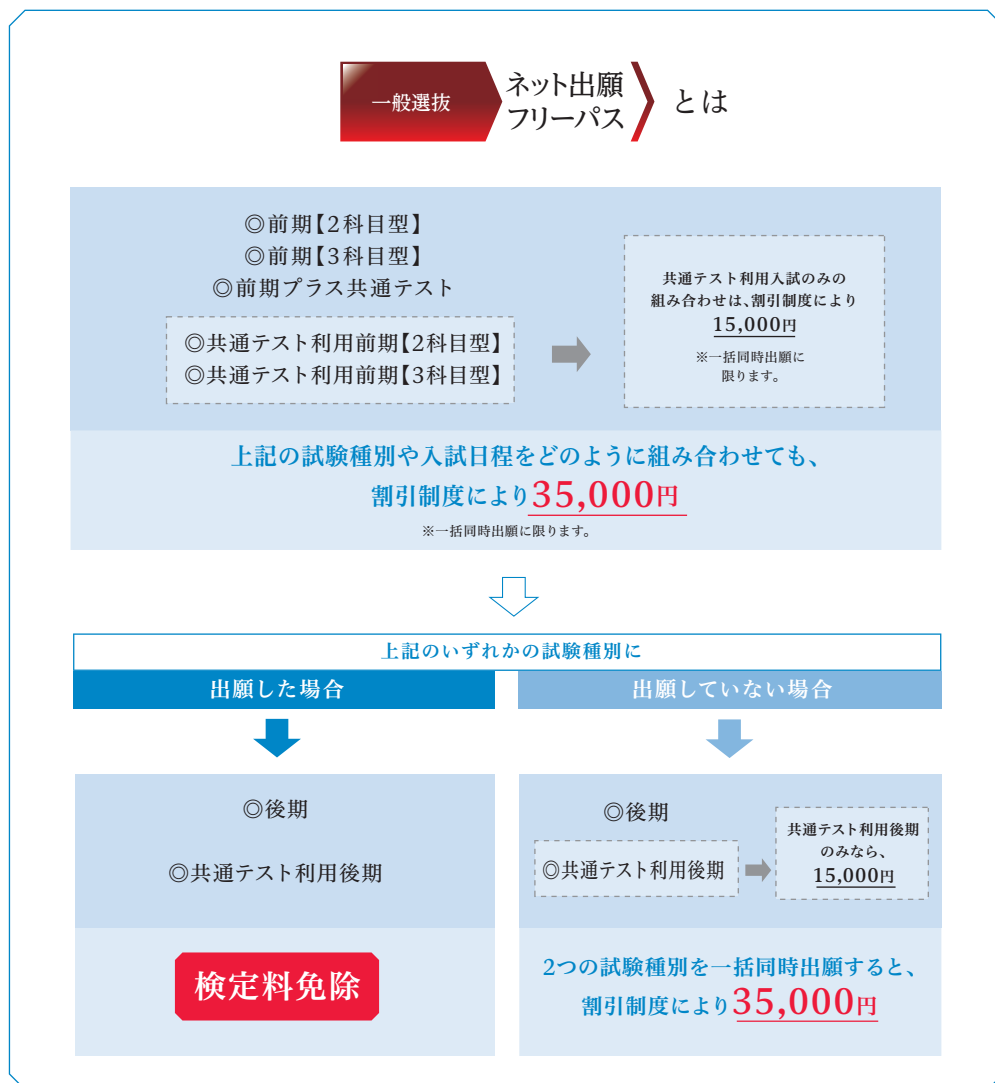 一般選抜
ネット出願
フリーパス
とは
◎前期【2科目型】
◎前期【3科目型】
◎前期プラス共通テスト
◎共通テスト利用前期【2科目型】
◎共通テスト利用前期【3科目型】
共通テスト利用入試のみの
組み合わせは、割引制度により
15,000円
※一括同時出願に
限ります。
上記の試験種別や入試日程をどのように組み合わせても、
割引制度により35,000円
※一括同時出願に限ります。
上記のいずれかの試験種別に
出願した場合
出願していない場合
◎後期
◎共通テスト利用後期
検定料免除
◎後期
◎共通テスト利用後期
共通テスト利用後期
のみなら、
15,000円
2つの試験種別を一括同時出願すると、
割引制度により35,000円